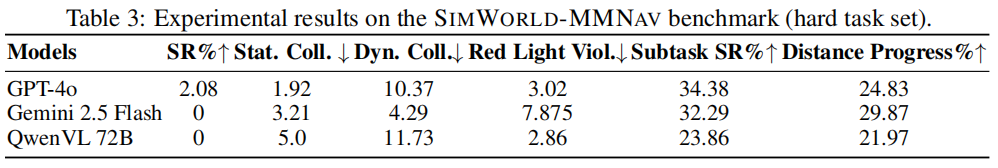 Table 3: Experimental results on the SIMWORLD-MMNAV benchmark (hard task set).
Models SR%↑ Stat. Coll. ↓ Dyn. Coll.↓ Red Light Viol.↓ Subtask SR%↑ Distance Progress%↑
GPT-4o 2.08 1.92 10.37 3.02 34.38 24.83
Gemini 2.5 Flash 0 3.21 4.29 7.875 32.29 29.87
QwenVL 72B 0 5.0 11.73 2.86 23.86 21.97